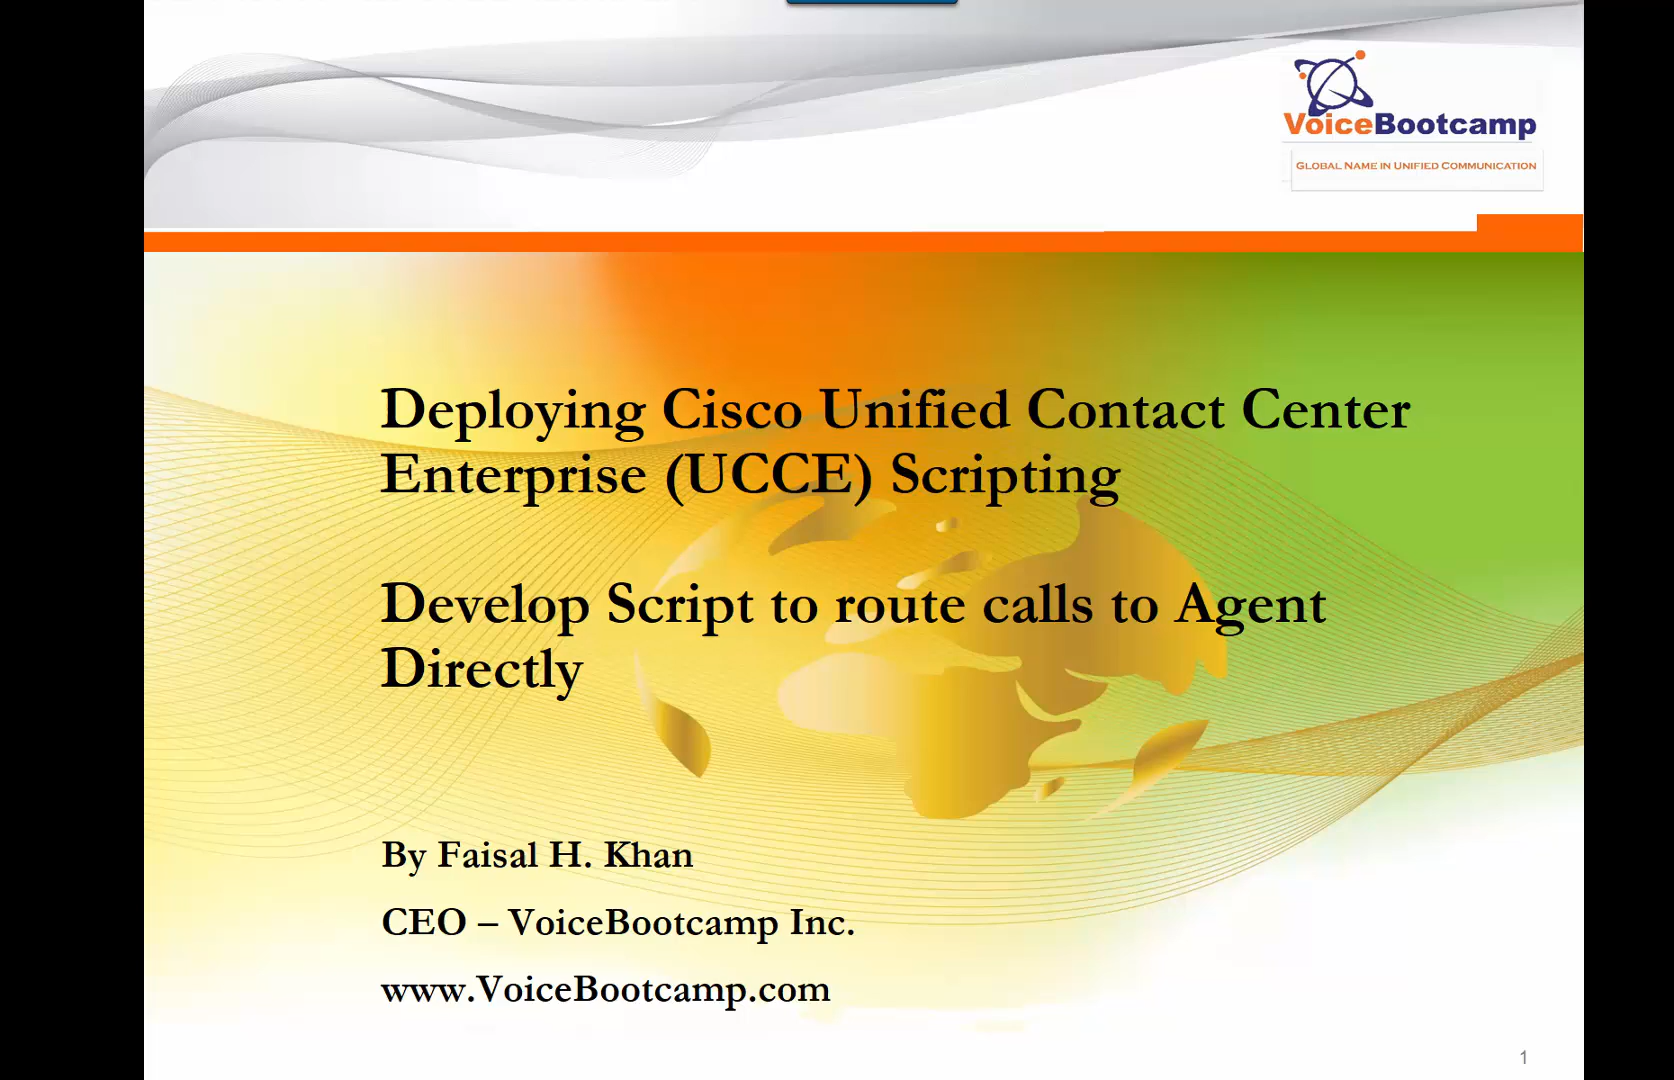 VoiceBootcamp
GLOBAL NAME IN UNIFIED COMMUNICATION
Deploying Cisco Unified Contact Center
Enterprise (UCCE) Scripting
Develop Script to route calls to Agent
Directly
By Faisal H. Khan
CEO – VoiceBootcamp Inc.
www.VoiceBootcamp.com
1